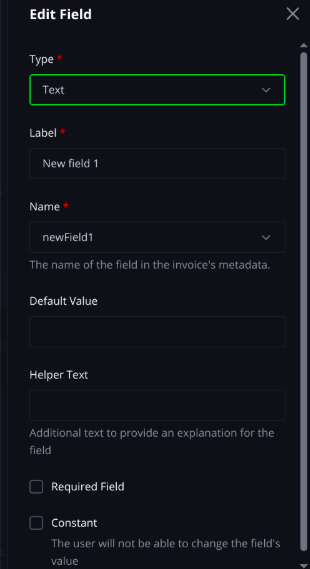 Edit Field
Type *
Text
Label *
New field 1
Name *
newField1
The name of the field in the invoice's metadata.
Default Value
Helper Text
Additional text to provide an explanation for the
field
Required Field
Constant
The user will not be able to change the field's
value